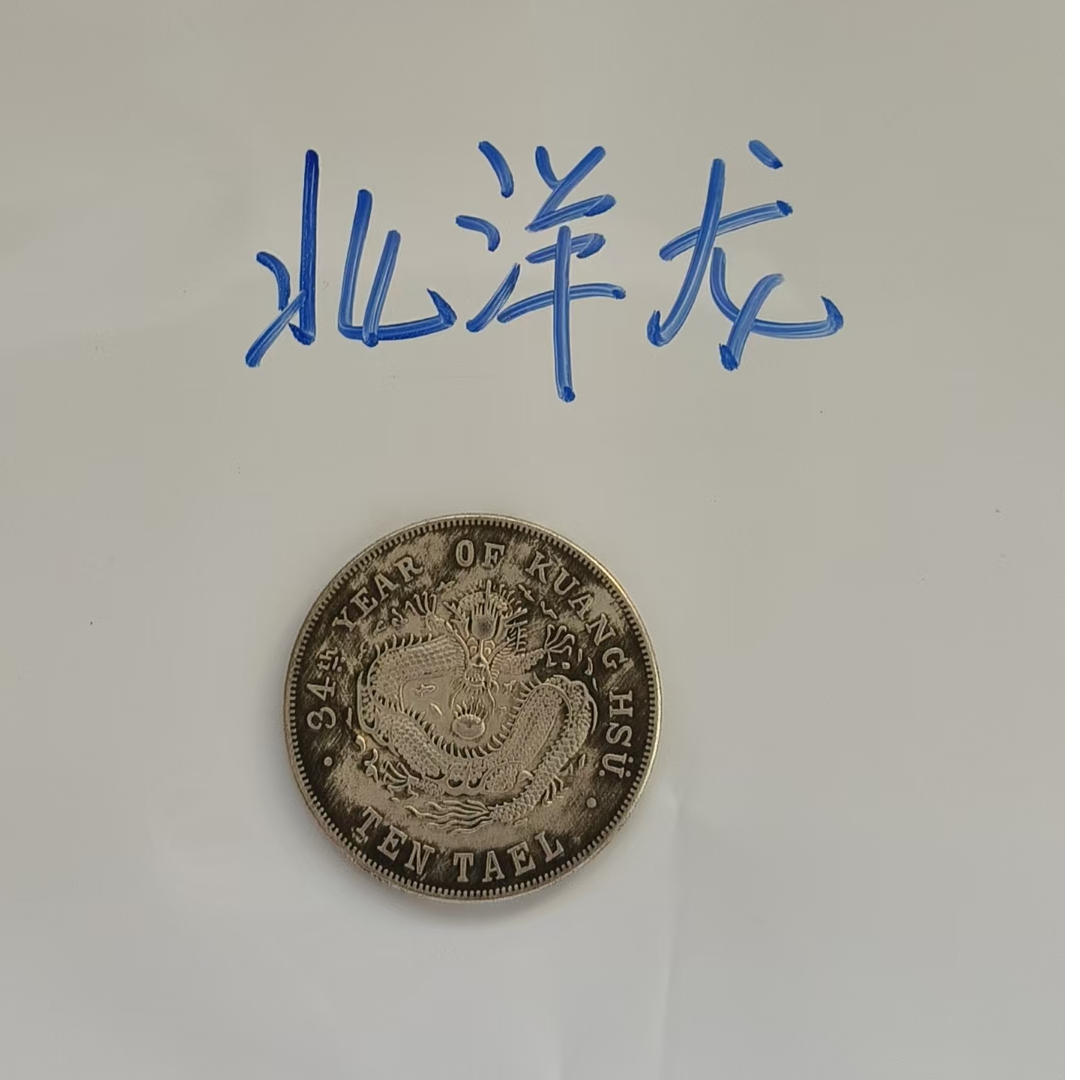 北洋龙
34th YEAR OF KUANG HSÜ.
TEN TAEL